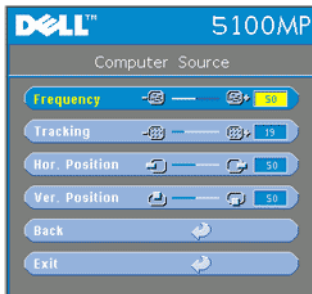 DELL™ 5100MP
Computer Source
Frequency 50
Tracking 19
Hor. Position 50
Ver. Position 50
Back
Exit